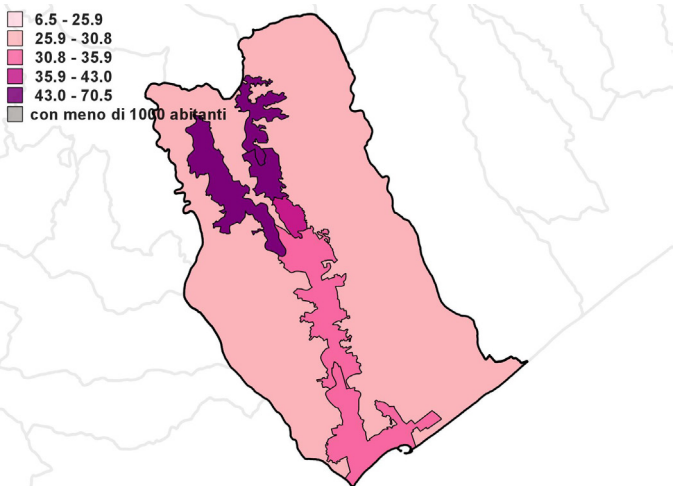 6.5 - 25.9
25.9 - 30.8
30.8 - 35.9
35.9 - 43.0
43.0 - 70.5
con meno di 1000 abitanti